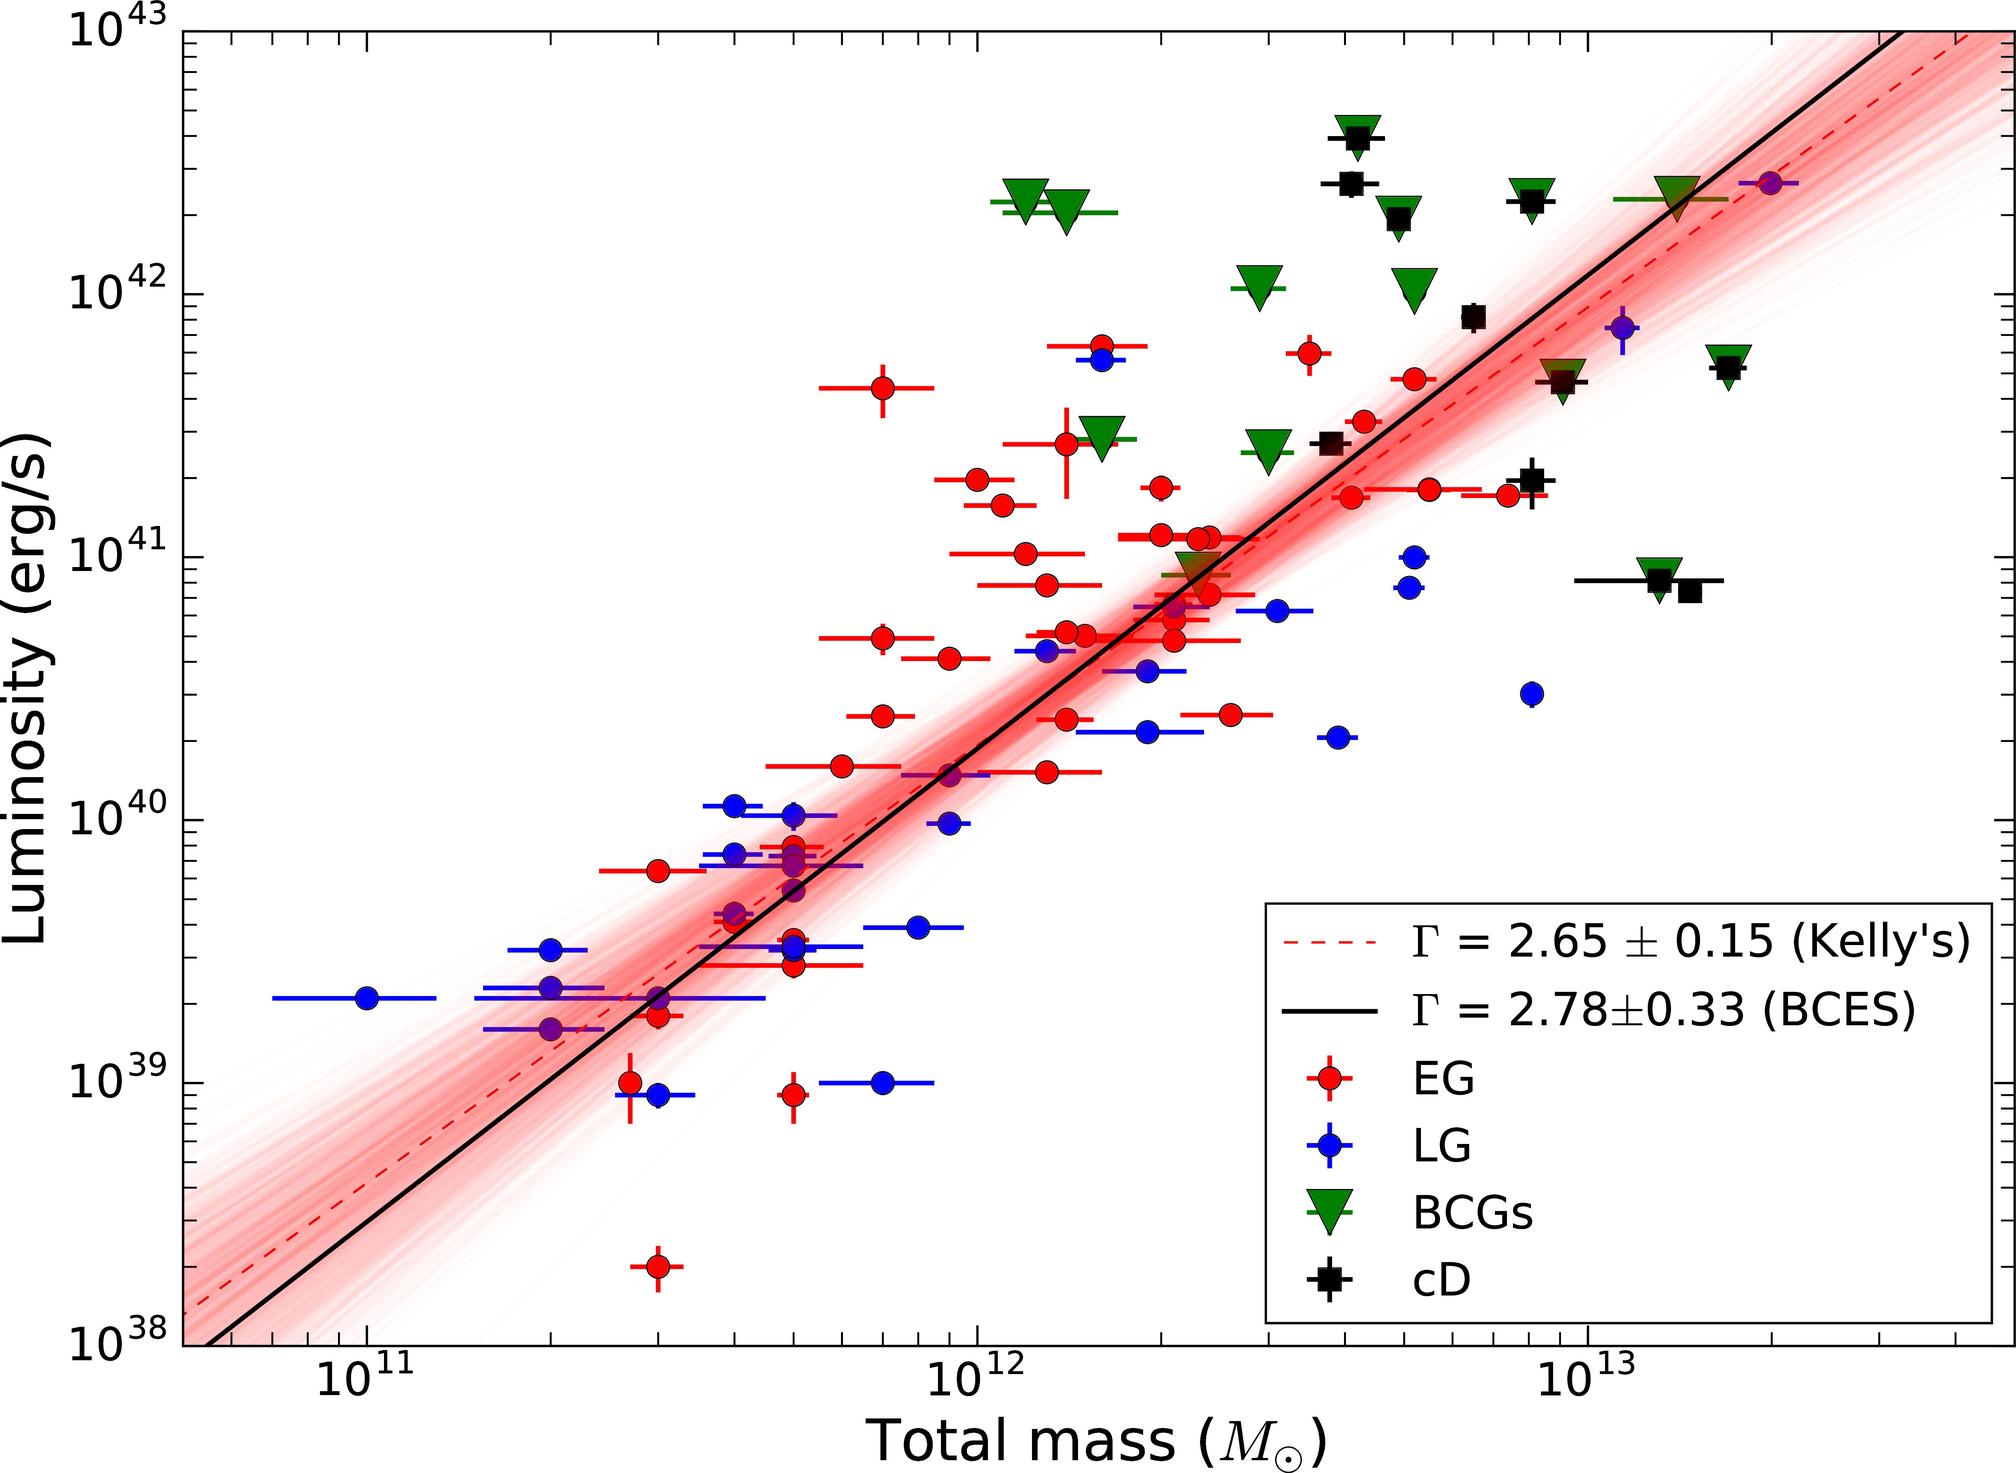 10^43
10^42
10^41
10^40
10^39
10^38
Luminosity (erg/s)
Γ = 2.65 ± 0.15 (Kelly's)
Γ = 2.78±0.33 (BCES)
EG
LG
BCGs
cD
10^11 10^12 10^13
Total mass (M_⊙)